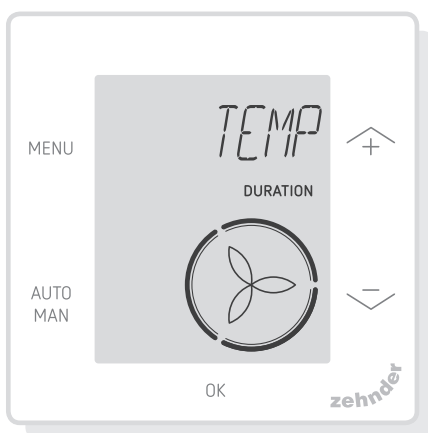 TEMP
MENU
+
DURATION
AUTO
MAN
−
OK
zehnder